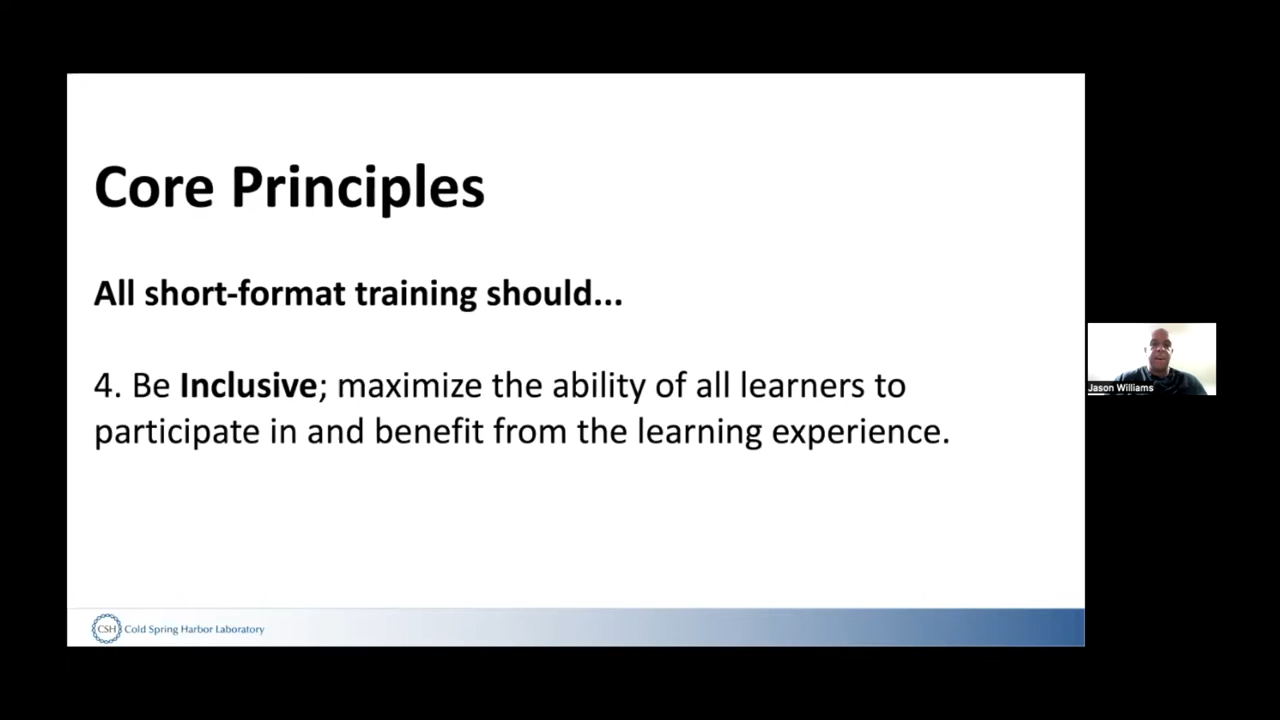 Core Principles
All short-format training should...
4. Be Inclusive; maximize the ability of all learners to
participate in and benefit from the learning experience.
Jason Williams
CSH Cold Spring Harbor Laboratory